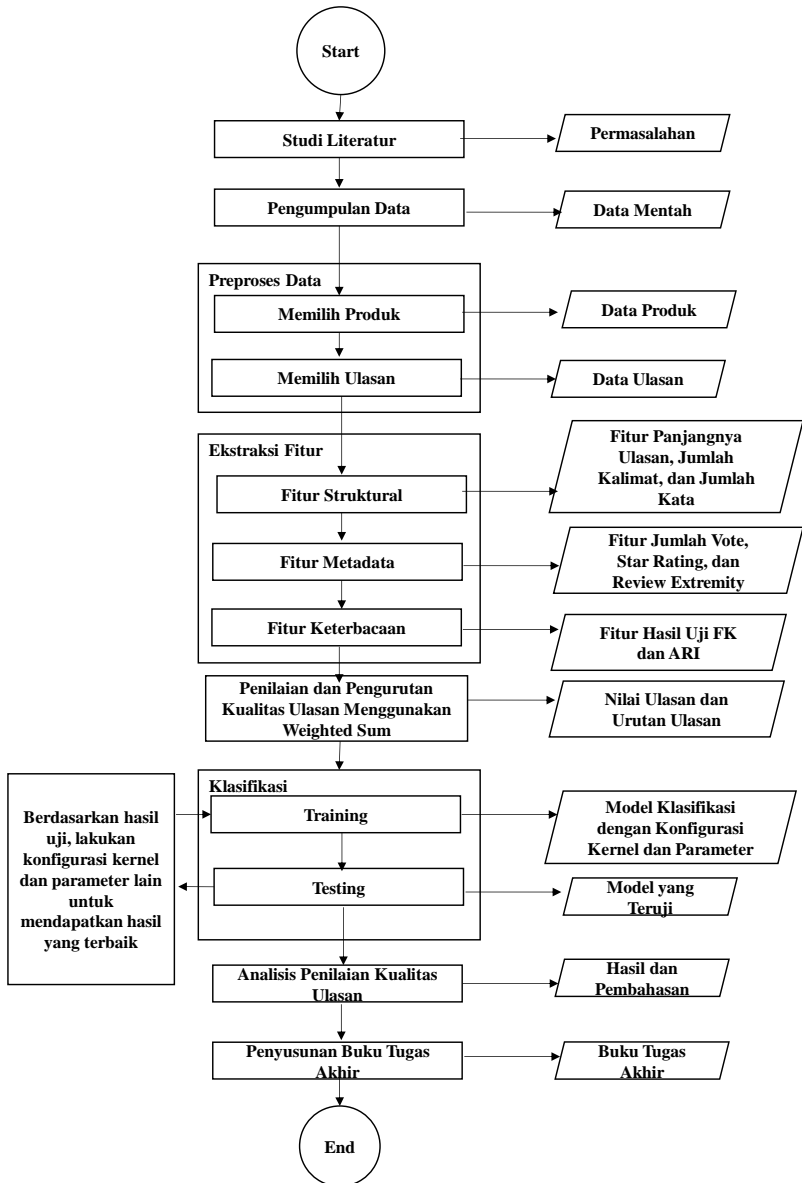 Start
Studi Literatur
Permasalahan
Pengumpulan Data
Data Mentah
Preproses Data
Memilih Produk
Data Produk
Memilih Ulasan
Data Ulasan
Ekstraksi Fitur
Fitur Struktural
Fitur Panjangnya
Ulasan, Jumlah
Kalimat, dan Jumlah
Kata
Fitur Metadata
Fitur Jumlah Vote,
Star Rating, dan
Review Extremity
Fitur Keterbacaan
Fitur Hasil Uji FK
dan ARI
Penilaian dan Pengurutan
Kualitas Ulasan Menggunakan
Weighted Sum
Nilai Ulasan dan
Urutan Ulasan
Klasifikasi
Training
Model Klasifikasi
dengan Konfigurasi
Kernel dan Parameter
Testing
Model yang
Teruji
Berdasarkan hasil
uji, lakukan
konfigurasi kernel
dan parameter lain
untuk
mendapatkan hasil
yang terbaik
Analisis Penilaian Kualitas
Ulasan
Hasil dan
Pembahasan
Penyusunan Buku Tugas
Akhir
Buku Tugas
Akhir
End